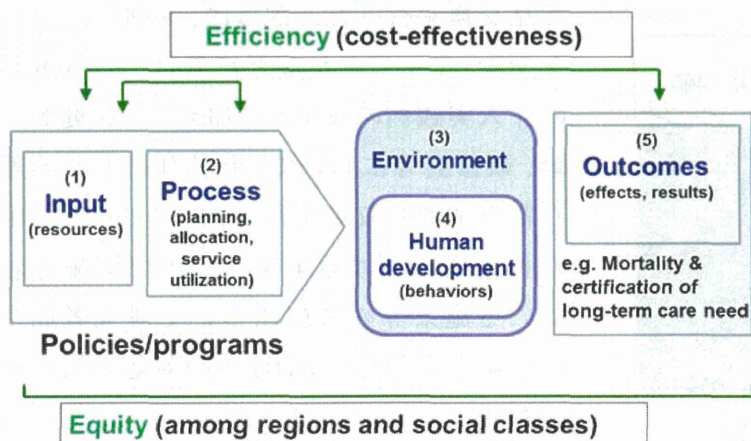 Efficiency (cost-effectiveness)
(1)
Input
(resources)
(2)
Process
(planning,
allocation,
service
utilization)
Policies/programs
(3)
Environment
(4)
Human
development
(behaviors)
(5)
Outcomes
(effects, results)
e.g. Mortality &
certification of
long-term care need
Equity (among regions and social classes)